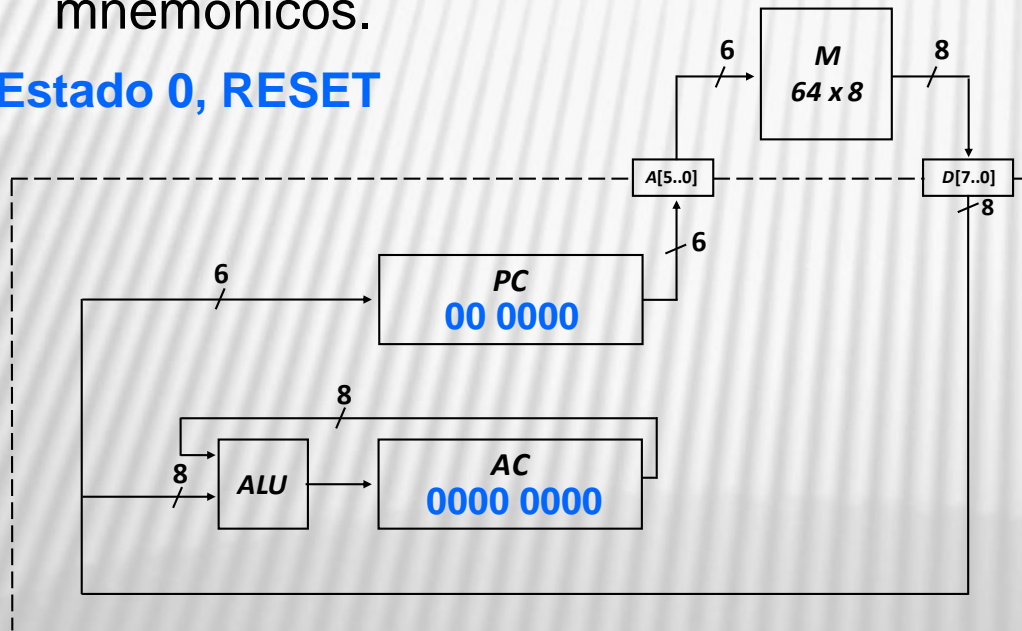 mnemónicos.
Estado 0, RESET
6
M
64 x 8
8
A[5..0]
D[7..0]
8
6
6
PC
00 0000
8
8
ALU
AC
0000 0000